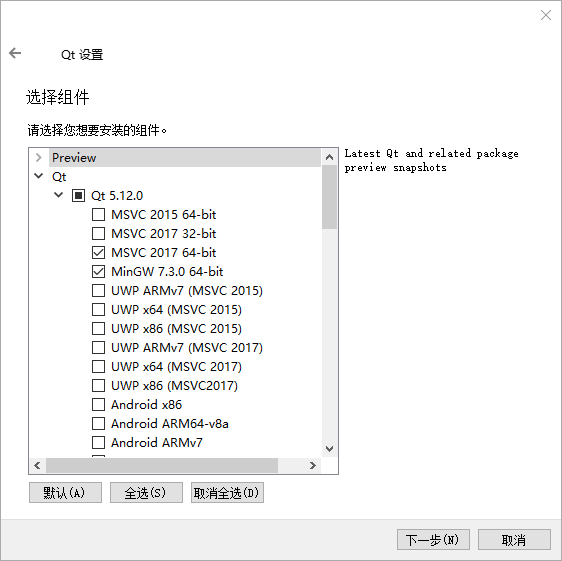 Qt 设置
选择组件
请选择您想要安装的组件。
Preview
Qt
Qt 5.12.0
MSVC 2015 64-bit
MSVC 2017 32-bit
MSVC 2017 64-bit
MinGW 7.3.0 64-bit
UWP ARMv7 (MSVC 2015)
UWP x64 (MSVC 2015)
UWP x86 (MSVC 2015)
UWP ARMv7 (MSVC 2017)
UWP x64 (MSVC 2017)
UWP x86 (MSVC2017)
Android x86
Android ARM64-v8a
Android ARMv7
Latest Qt and related package
preview snapshots
默认(A) 全选(S) 取消全选(D)
下一步(N) 取消